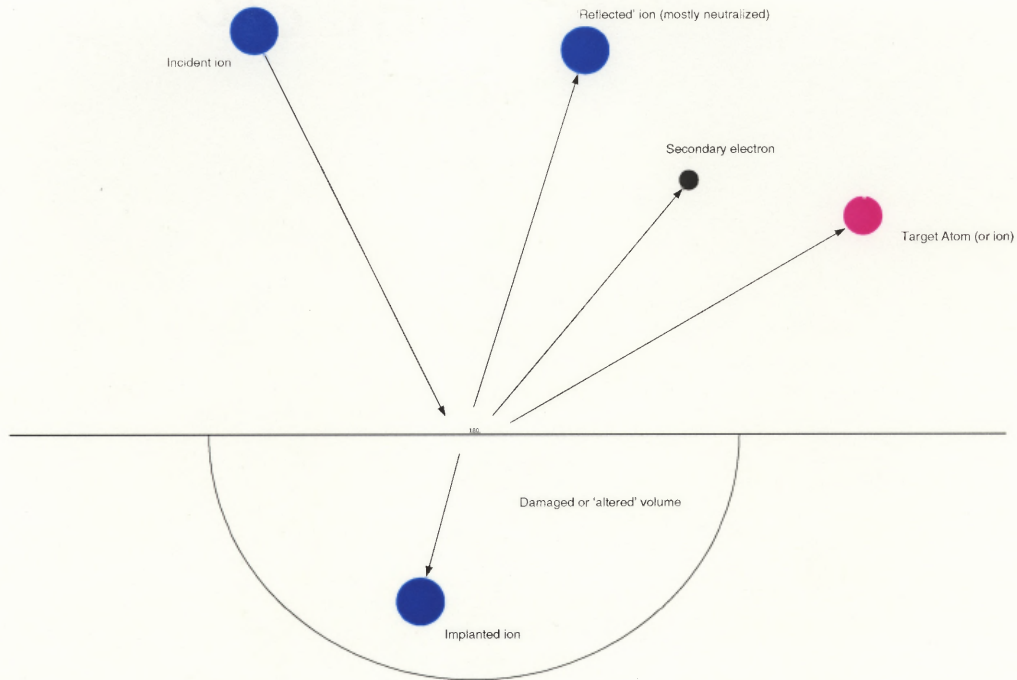 Reflected' ion (mostly neutralized)
Incident ion
Secondary electron
Target Atom (or ion)
Damaged or 'altered' volume
Implanted ion